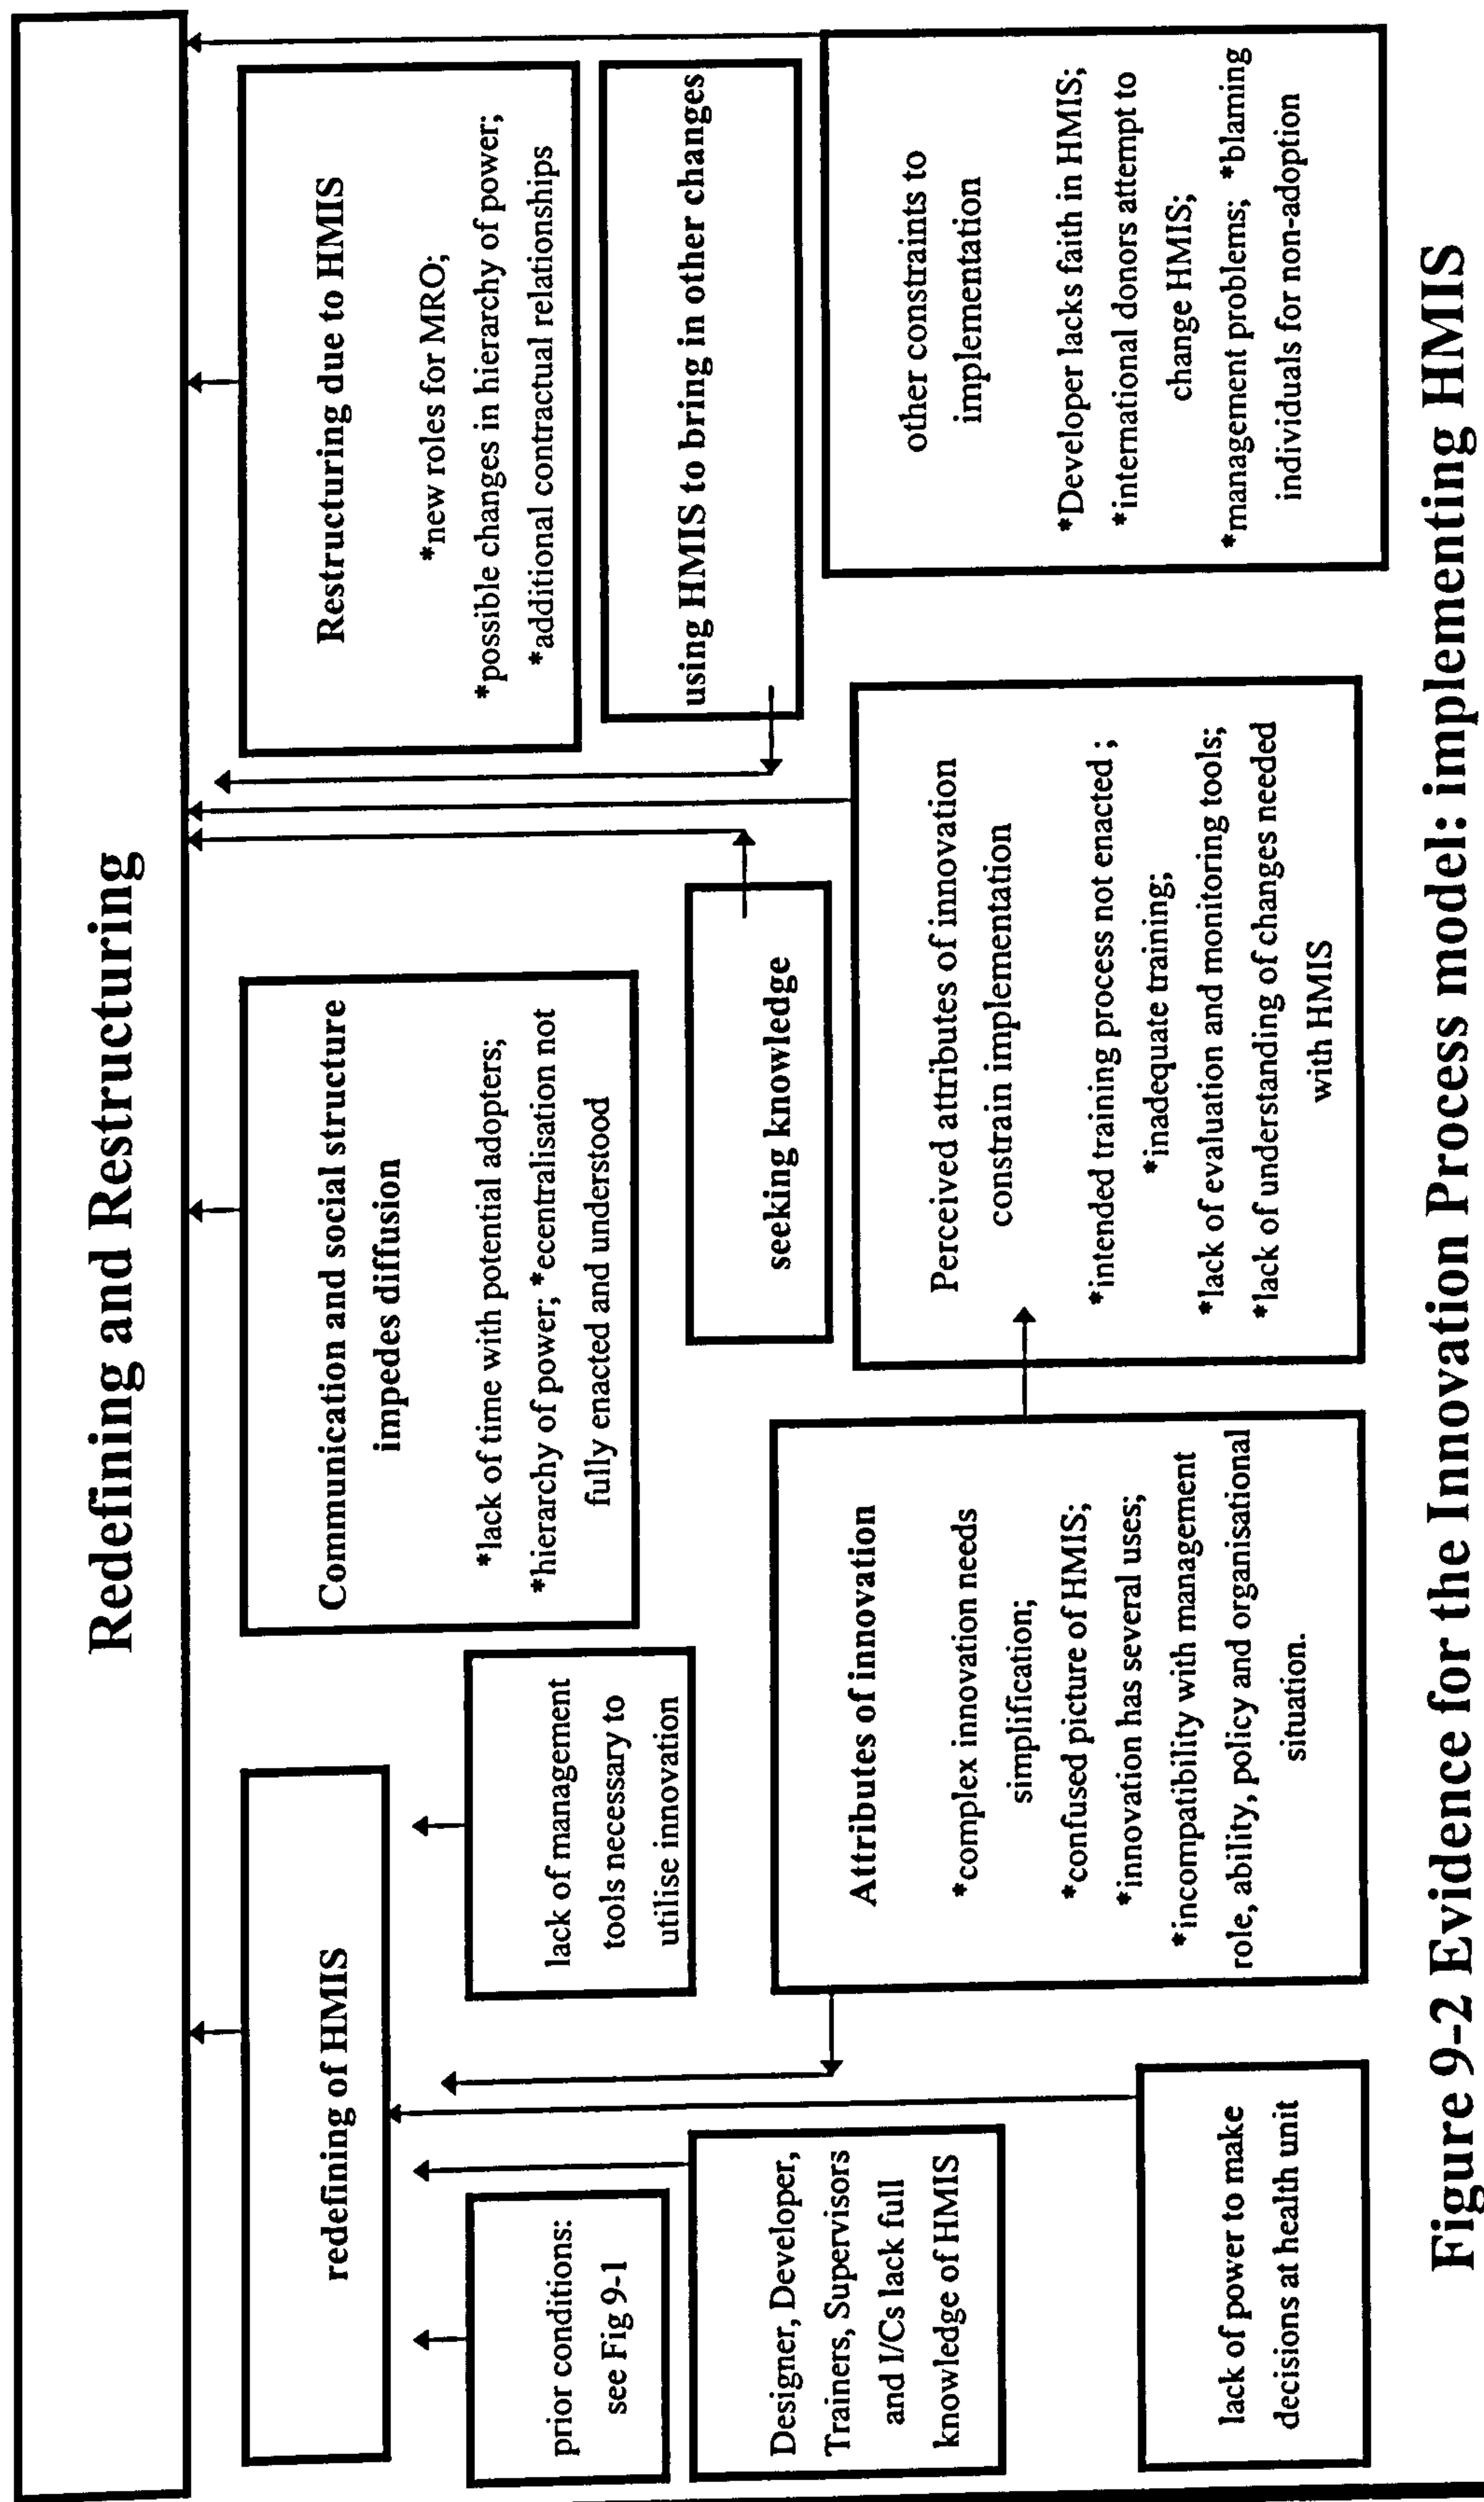 Redefining and Restructuring
redefining of HMIS
prior conditions:
see Fig 9-1
Designer, Developer,
Trainers, Supervisors
and I/Cs lack full
knowledge of HMIS
lack of power to make
decisions at health unit
lack of management
tools necessary to
utilise innovation
Attributes of innovation
*complex innovation needs
simplification;
*confused picture of HMIS;
*innovation has several uses;
*incompatibility with management
role, ability, policy and organisational
situation.
Communication and social structure
impedes diffusion
*lack of time with potential adopters;
*hierarchy of power; *ecentralisation not
fully enacted and understood
seeking knowledge
Perceived attributes of innovation
constrain implementation
*intended training process not enacted ;
*inadequate training;
*lack of evaluation and monitoring tools;
*lack of understanding of changes needed
with HMIS
Restructuring due to HMIS
*new roles for MRO;
*possible changes in hierarchy of power;
*additional contractual relationships
using HMIS to bring in other changes
other constraints to
implementation
*Developer lacks faith in HMIS;
*international donors attempt to
change HMIS;
*management problems; *blaming
individuals for non-adoption
Figure 9-2 Evidence for the Innovation Process model: implementing HMIS